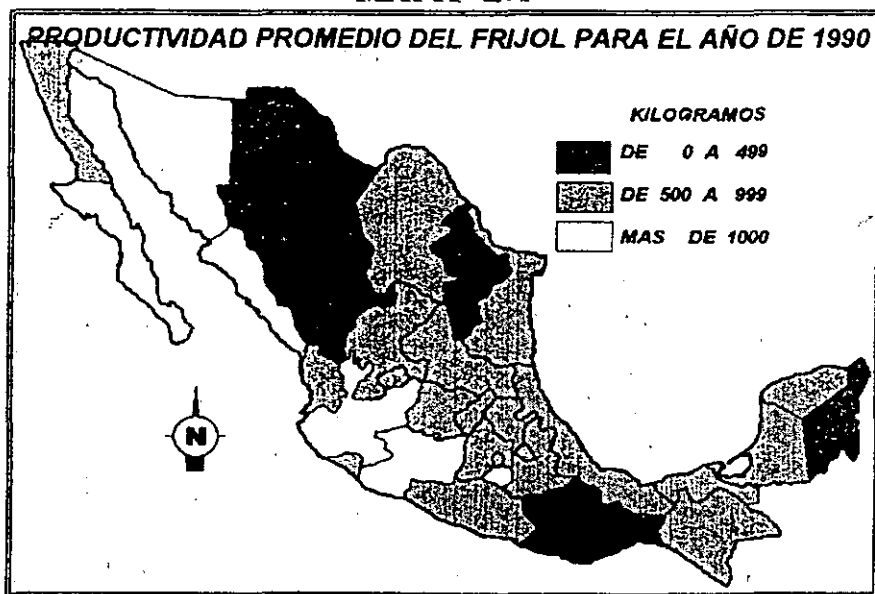 PRODUCTIVIDAD PROMEDIO DEL FRIJOL PARA EL AÑO DE 1990
KILOGRAMOS
DE 0 A 499
DE 500 A 999
MAS DE 1000
N